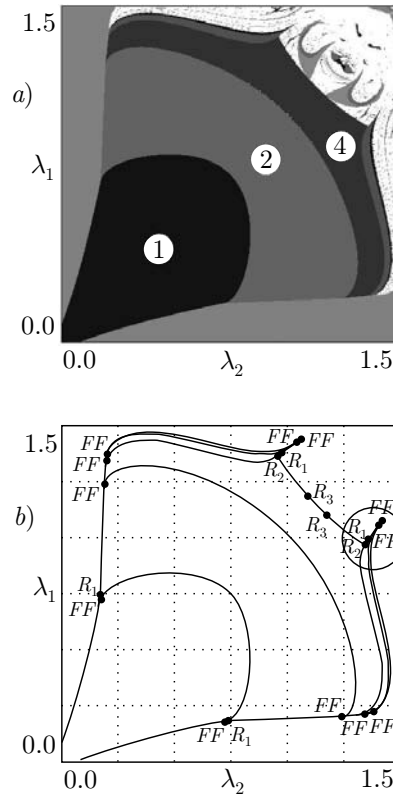 1.5
a)
4
2
λ1
1
0.0
0.0 λ2 1.5
1.5
FF FF FF
R2 R1
FF
R3
b)
R3 FF
R1 FF
R2
λ1
R1
FF
FF
0.0
FF R1 FF FF
0.0 λ2 1.5